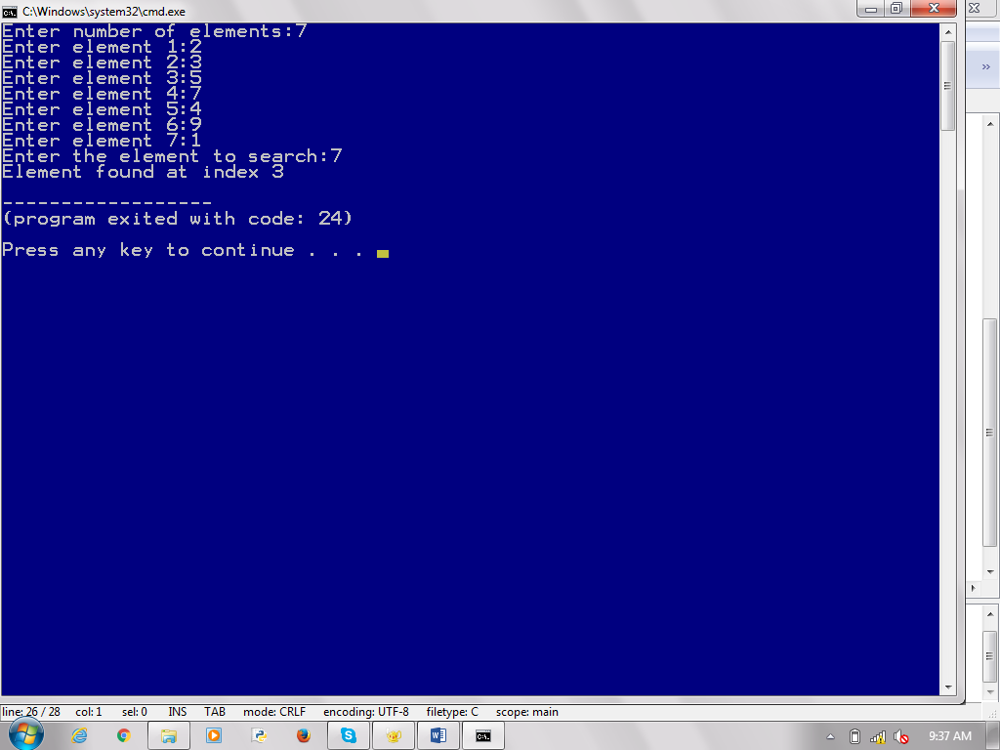 C:\Windows\system32\cmd.exe
Enter number of elements:7
Enter element 1:2
Enter element 2:3
Enter element 3:5
Enter element 4:7
Enter element 5:4
Enter element 6:9
Enter element 7:1
Enter the element to search:7
Element found at index 3
------------------
(program exited with code: 24)
Press any key to continue . . .
line: 26 / 28 col: 1 sel: 0 INS TAB mode: CRLF encoding: UTF-8 filetype: C scope: main
9:37 AM